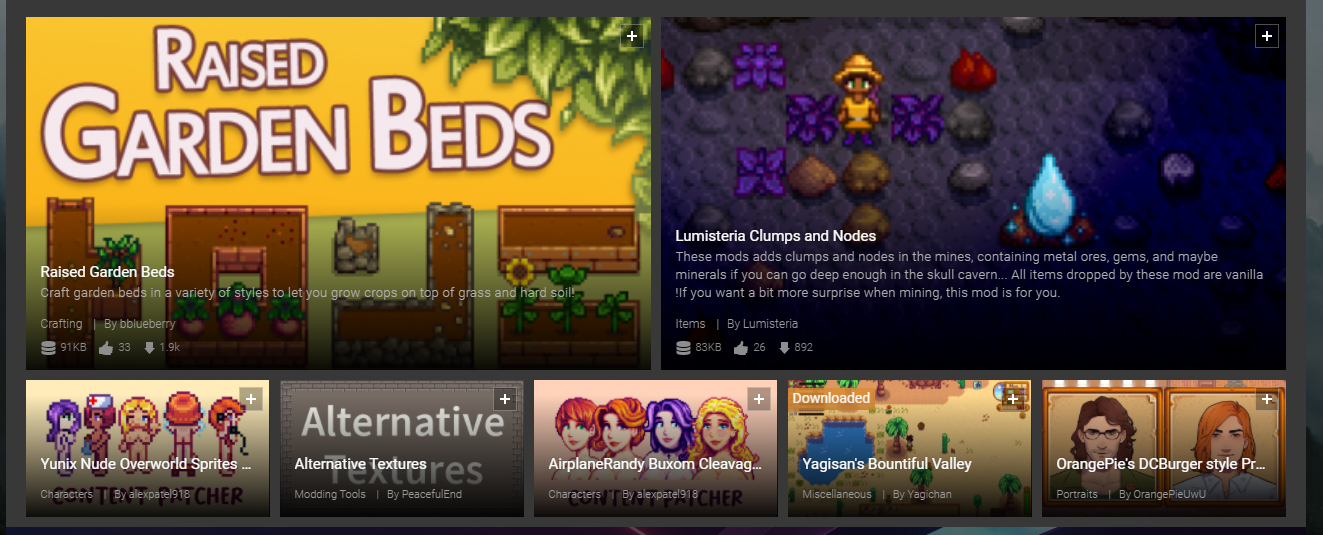 RAISED
GARDEN BEDS
Raised Garden Beds
Craft garden beds in a variety of styles to let you grow crops on top of grass and hard soil!
Crafting | By bblueberry
91KB 33 1.9k
Lumisteria Clumps and Nodes
These mods adds clumps and nodes in the mines, containing metal ores, gems, and maybe
minerals if you can go deep enough in the skull cavern... All items dropped by these mod are vanilla
!If you want a bit more surprise when mining, this mod is for you.
Items | By Lumisteria
83KB 26 892
Yunix Nude Overworld Sprites ...
Characters | By alexpatel918
CONTENT PATCHER
Alternative
Textures
Alternative Textures
Modding Tools | By PeacefulEnd
AirplaneRandy Buxom Cleavag...
Characters | By alexpatel918
CONTENT PATCHER
Downloaded
Yagisan's Bountiful Valley
Miscellaneous | By Yagichan
OrangePie's DCBurger style Pr...
Portraits | By OrangePieUwU